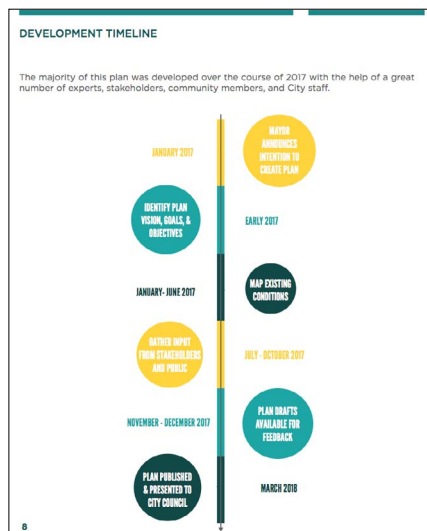 DEVELOPMENT TIMELINE
The majority of this plan was developed over the course of 2017 with the help of a great
number of experts, stakeholders, community members, and City staff.
JANUARY 2017
MAYOR
ANNOUNCES
INTENTION TO
CREATE PLAN
IDENTIFY PLAN
VISION, GOALS, &
OBJECTIVES
EARLY 2017
JANUARY- JUNE 2017
MAP EXISTING
CONDITIONS
GATHER INPUT
FROM STAKEHOLDERS
AND PUBLIC
JULY - OCTOBER 2017
NOVEMBER - DECEMBER 2017
PLAN DRAFTS
AVAILABLE FOR
FEEDBACK
PLAN PUBLISHED
& PRESENTED TO
CITY COUNCIL
MARCH 2018
8